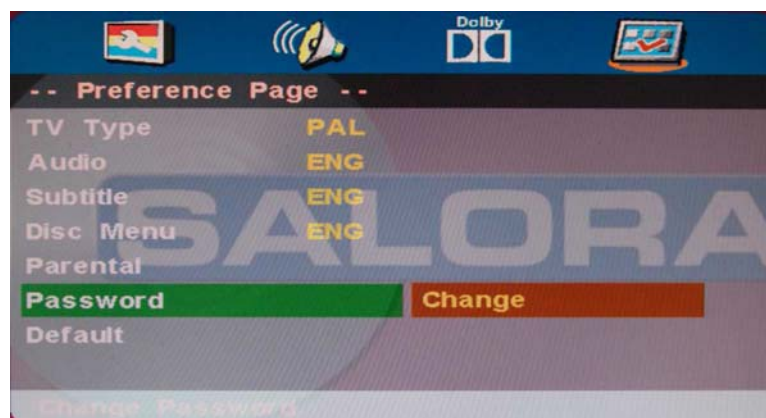 Dolby
-- Preference Page --
TV Type PAL
Audio ENG
Subtitle ENG
Disc Menu ENG
SALORA
Parental
Password Change
Default
Change Password